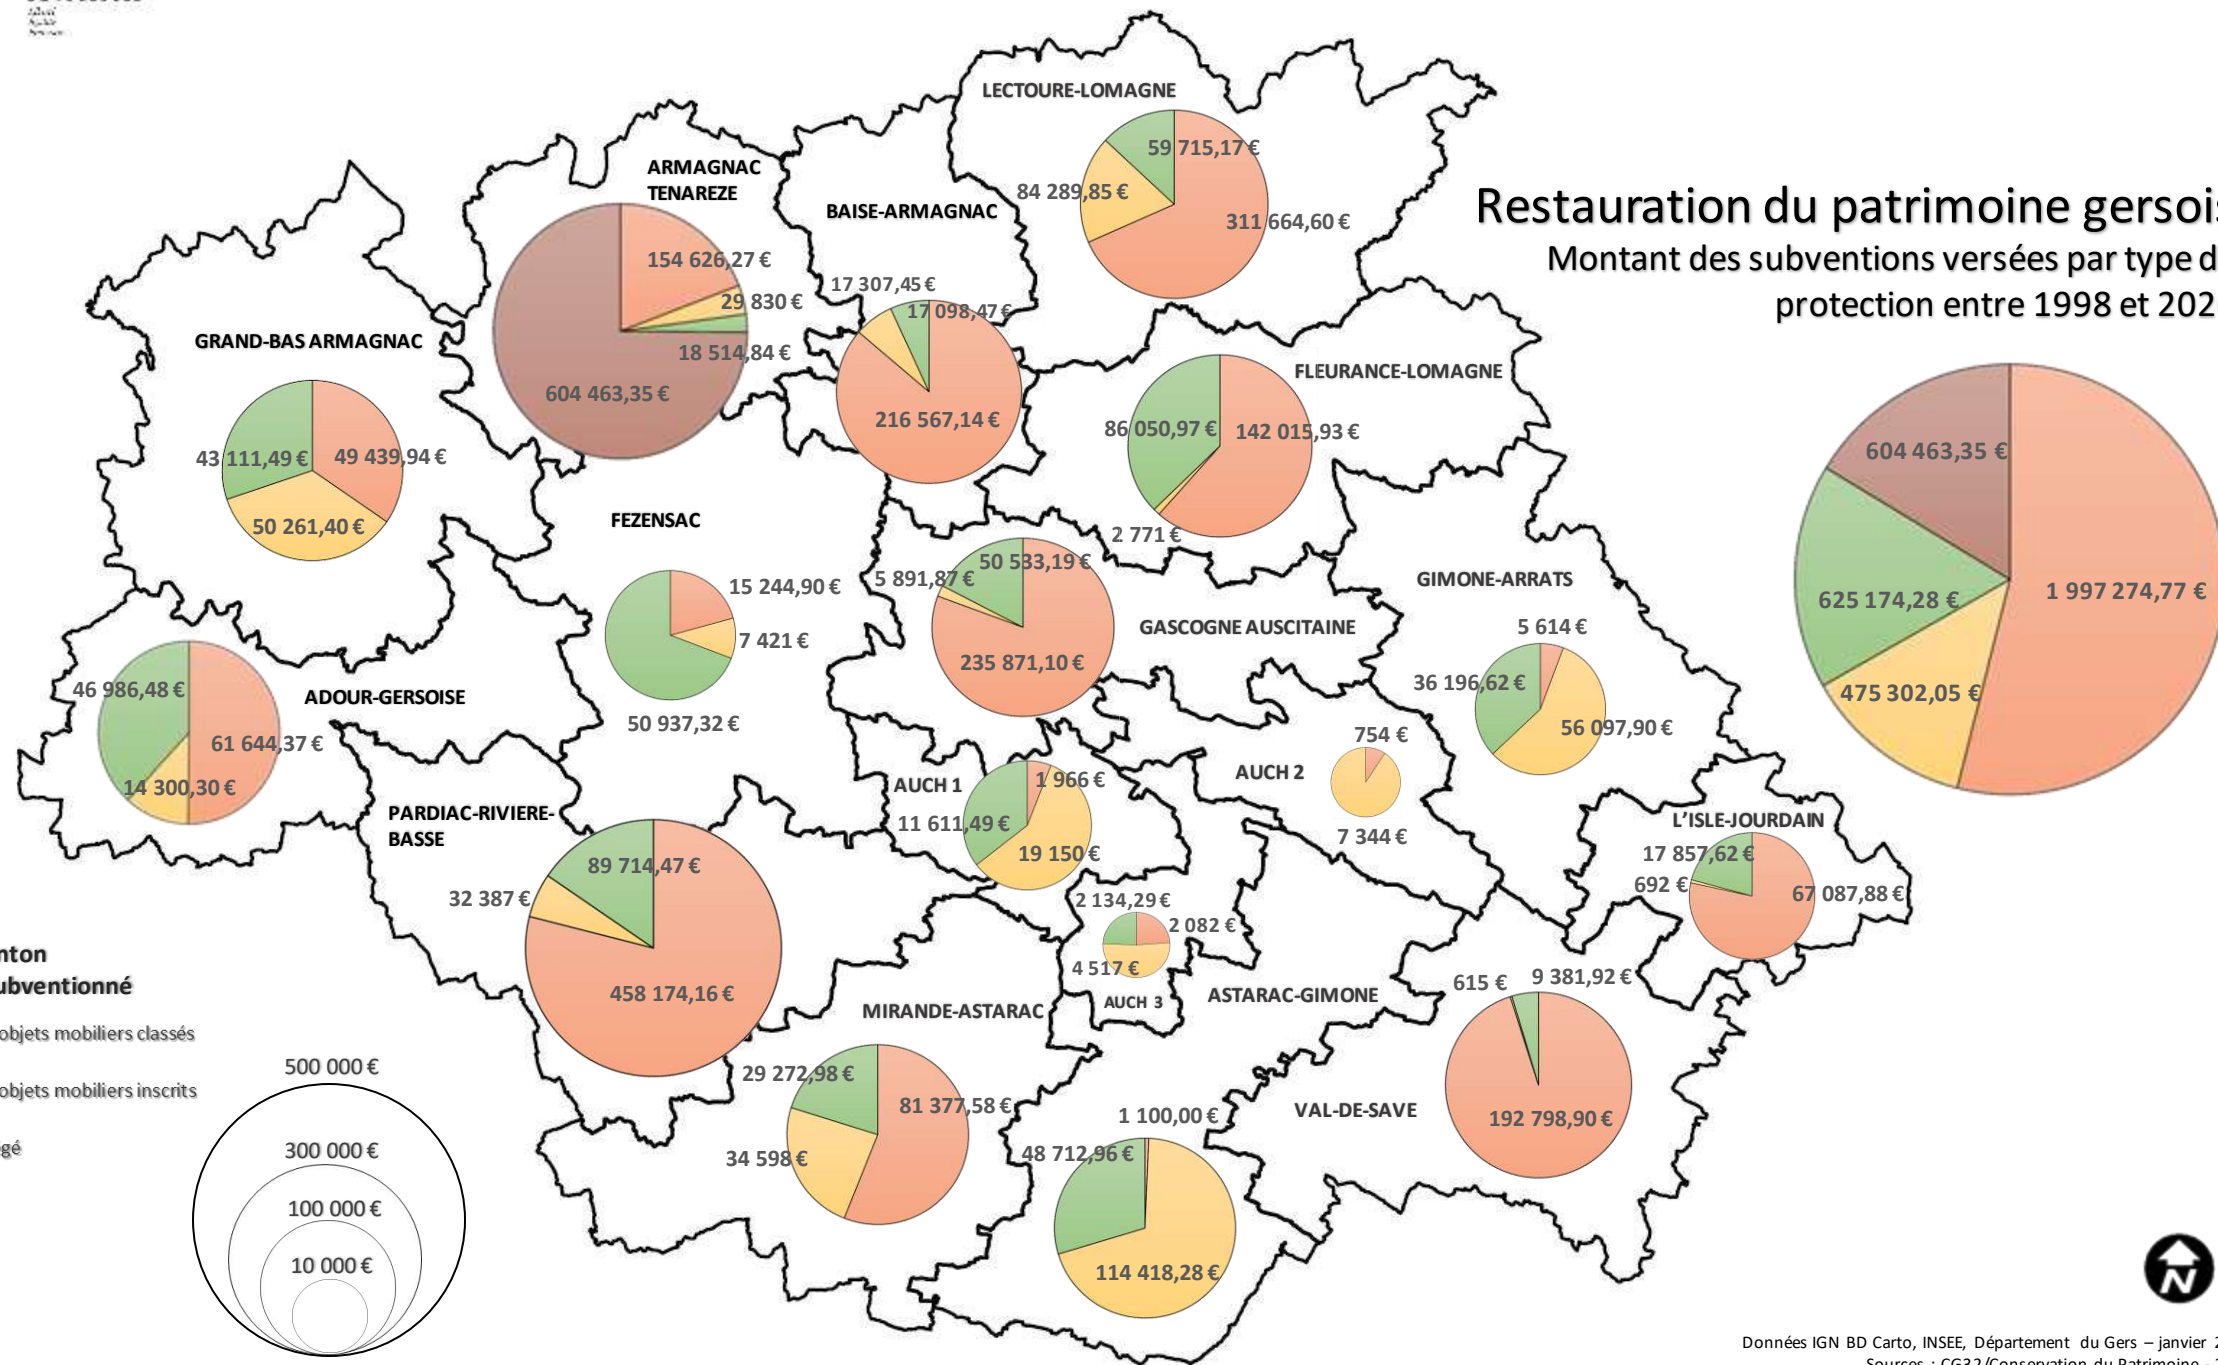 LECTOURE-LOMAGNE
59 715,17 €
84 289,85 €
311 664,60 €
Restauration du patrimoine gersois
Montant des subventions versées par type d
protection entre 1998 et 202
ARMAGNAC
TENAREZE
154 626,27 €
29 830 €
18 514,84 €
604 463,35 €
BAISE-ARMAGNAC
17 307,45 €
17 098,47 €
216 567,14 €
GRAND-BAS ARMAGNAC
43 111,49 €
49 439,94 €
50 261,40 €
FLEURANCE-LOMAGNE
86 050,97 €
142 015,93 €
2 771 €
604 463,35 €
625 174,28 €
1 997 274,77 €
475 302,05 €
FEZENSAC
15 244,90 €
7 421 €
50 937,32 €
5 891,87 €
50 533,19 €
235 871,10 €
GASCOGNE AUSCITAINE
GIMONE-ARRATS
5 614 €
36 196,62 €
56 097,90 €
ADOUR-GERSOISE
46 986,48 €
61 644,37 €
14 300,30 €
AUCH 1
1 966 €
11 611,49 €
19 150 €
AUCH 2
754 €
7 344 €
PARDIAC-RIVIERE-
BASSE
89 714,47 €
32 387 €
458 174,16 €
L'ISLE-JOURDAIN
17 857,62 €
692 €
67 087,88 €
2 134,29 €
2 082 €
4 517 €
AUCH 3
ASTARAC-GIMONE
1 100,00 €
48 712,96 €
114 418,28 €
MIRANDE-ASTARAC
29 272,98 €
81 377,58 €
34 598 €
VAL-DE-SAVE
615 €
9 381,92 €
192 798,90 €
nton
ubventionné
objets mobiliers classés
objets mobiliers inscrits
gé
500 000 €
300 000 €
100 000 €
10 000 €
N
Données IGN BD Carto, INSEE, Département du Gers – janvier 2
Sources : CG32/Conservation du Patrimoine - 2